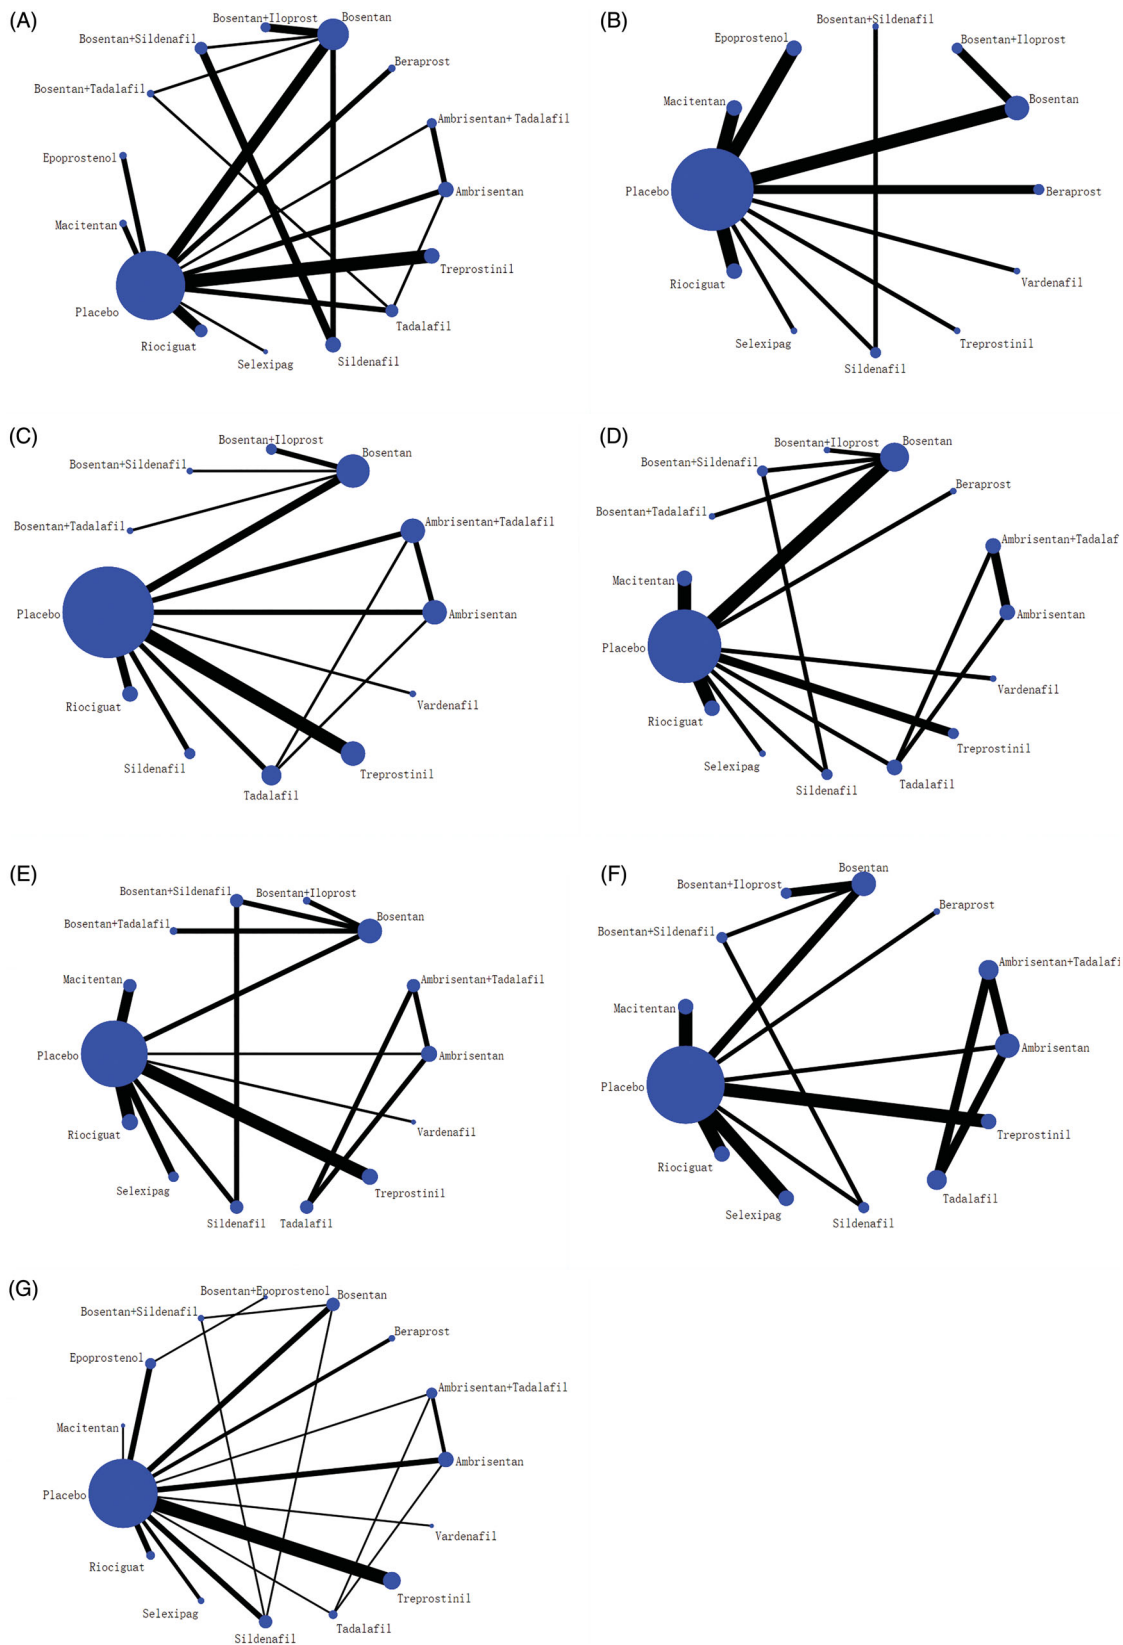 (A)
Bosentan+Iloprost
Bosentan
Bosentan+Sildenafil
Beraprost
Bosentan+Tadalafil
Ambrisentan+Tadalafil
Epoprostenol
Ambrisentan
Macitentan
Treprostinil
Placebo
Tadalafil
Riociguat
Selexipag
Sildenafil
(B)
Bosentan+Sildenafil
Epoprostenol
Bosentan+Iloprost
Macitentan
Bosentan
Placebo
Beraprost
Riociguat
Vardenafil
Selexipag
Treprostinil
Sildenafil
(C)
Bosentan+Iloprost
Bosentan
Bosentan+Sildenafil
Bosentan+Tadalafil
Ambrisentan+Tadalafil
Placebo
Ambrisentan
Riociguat
Vardenafil
Sildenafil
Treprostinil
Tadalafil
(D)
Bosentan+Iloprost
Bosentan
Bosentan+Sildenafil
Beraprost
Bosentan+Tadalafil
Ambrisentan+Tadalaf
Macitentan
Ambrisentan
Placebo
Vardenafil
Riociguat
Treprostinil
Selexipag
Tadalafil
Sildenafil
(E)
Bosentan+Sildenafil
Bosentan+Iloprost
Bosentan
Bosentan+Tadalafil
Macitentan
Ambrisentan+Tadalafil
Placebo
Ambrisentan
Riociguat
Vardenafil
Selexipag
Treprostinil
Sildenafil
Tadalafil
(F)
Bosentan
Bosentan+Iloprost
Beraprost
Bosentan+Sildenafil
Ambrisentan+Tadalafi
Macitentan
Ambrisentan
Placebo
Treprostinil
Riociguat
Tadalafil
Selexipag
Sildenafil
(G)
Bosentan+Epoprostenol
Bosentan
Bosentan+Sildenafil
Beraprost
Epoprostenol
Ambrisentan+Tadalafil
Macitentan
Ambrisentan
Placebo
Vardenafil
Riociguat
Treprostinil
Selexipag
Tadalafil
Sildenafil